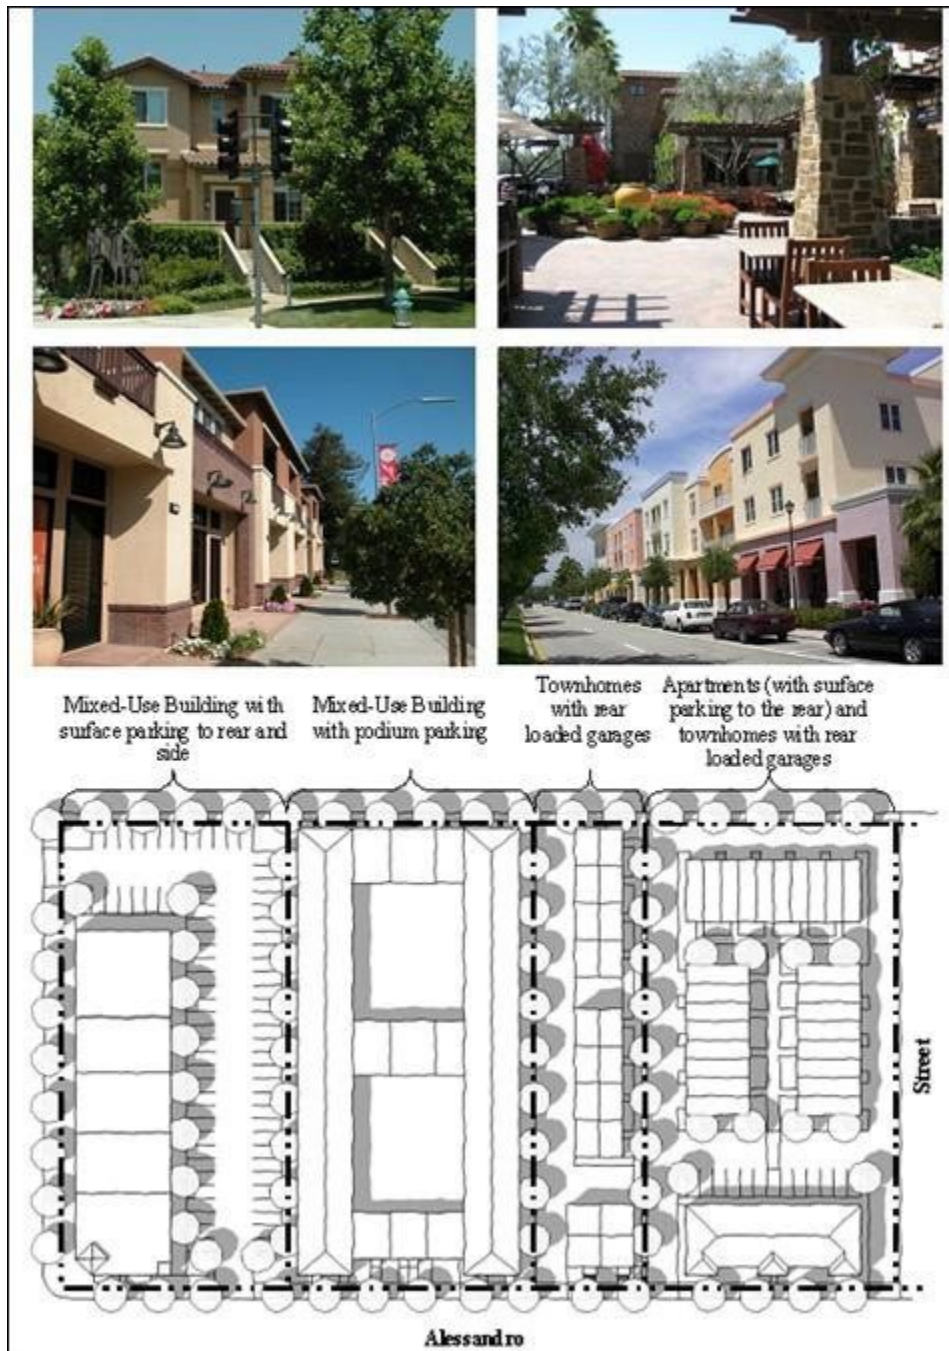 Mixed-Use Building with
surface parking to rear and
side
Mixed-Use Building
with podium parking
Townhomes
with rear
loaded garages
Apartments (with surface
parking to the rear) and
townhomes with rear
loaded garages
Street
Alessandro